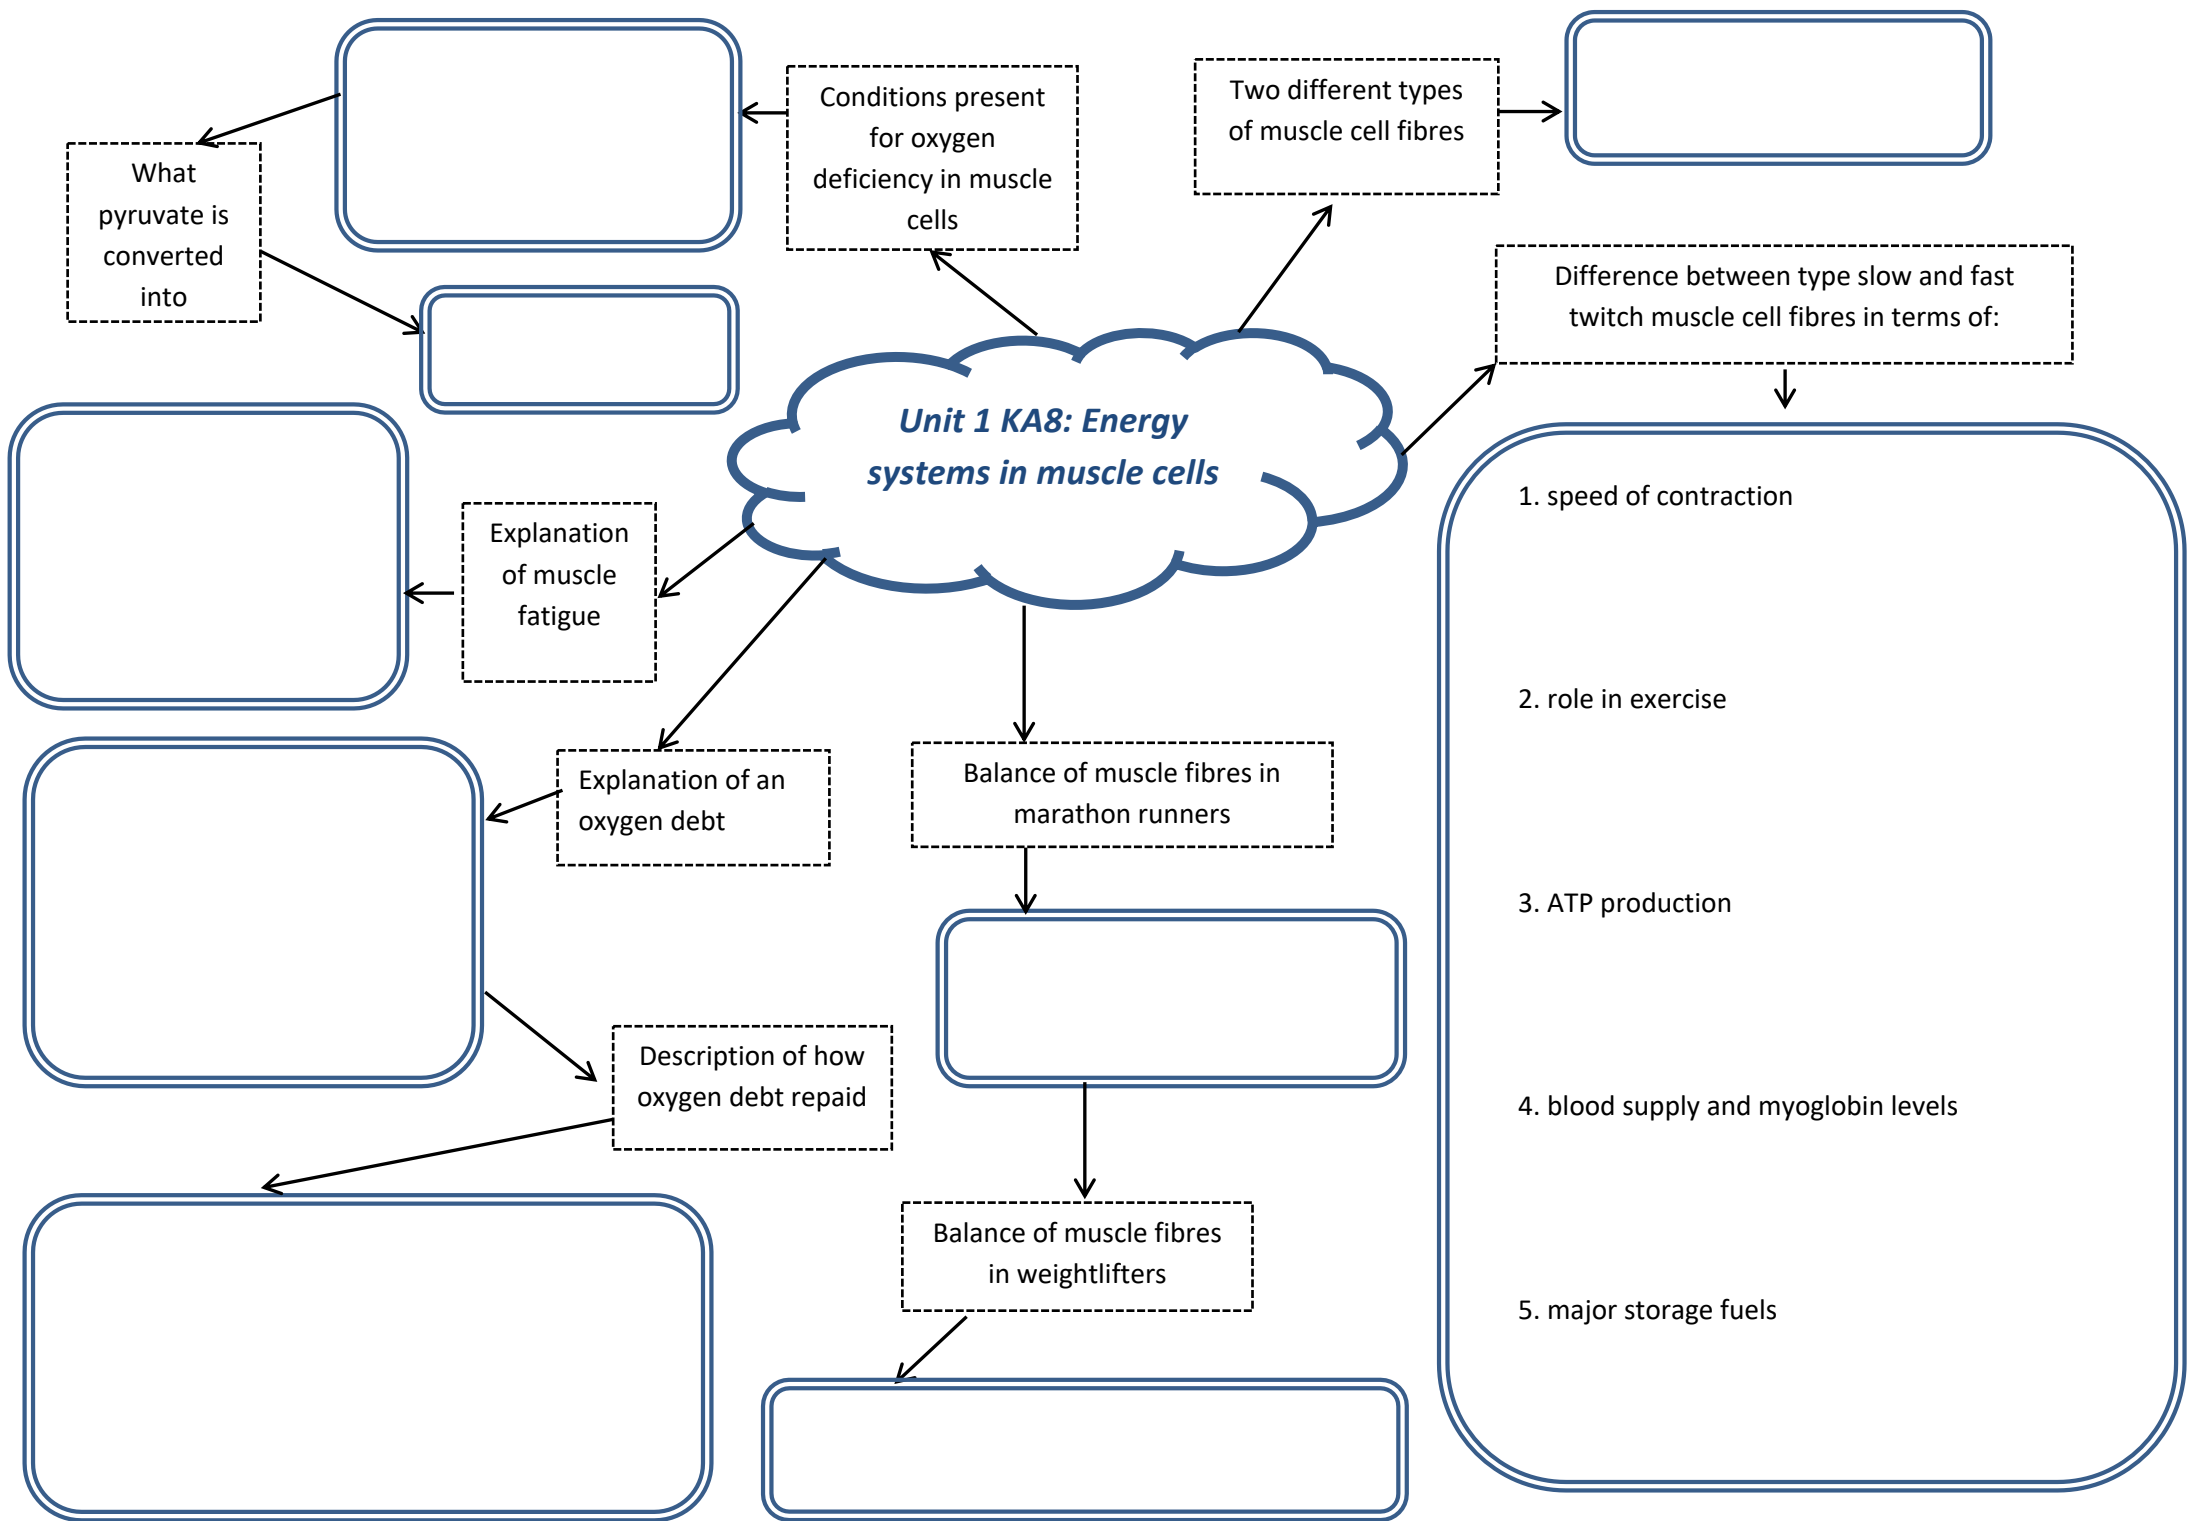 Conditions present
for oxygen
deficiency in muscle
cells
Two different types
of muscle cell fibres
What
pyruvate is
converted
into
Difference between type slow and fast
twitch muscle cell fibres in terms of:
Unit 1 KA8: Energy
systems in muscle cells
1. speed of contraction
2. role in exercise
3. ATP production
4. blood supply and myoglobin levels
5. major storage fuels
Explanation
of muscle
fatigue
Explanation of an
oxygen debt
Balance of muscle fibres in
marathon runners
Description of how
oxygen debt repaid
Balance of muscle fibres
in weightlifters